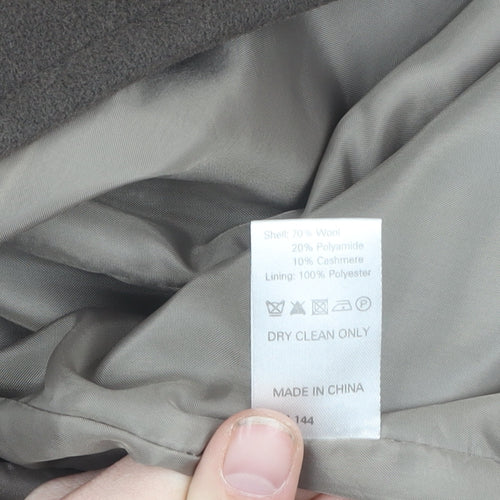 Shell: 70% Wool
20% Polyamide
10% Cashmere
Lining: 100% Polyester
P
DRY CLEAN ONLY
MADE IN CHINA
144